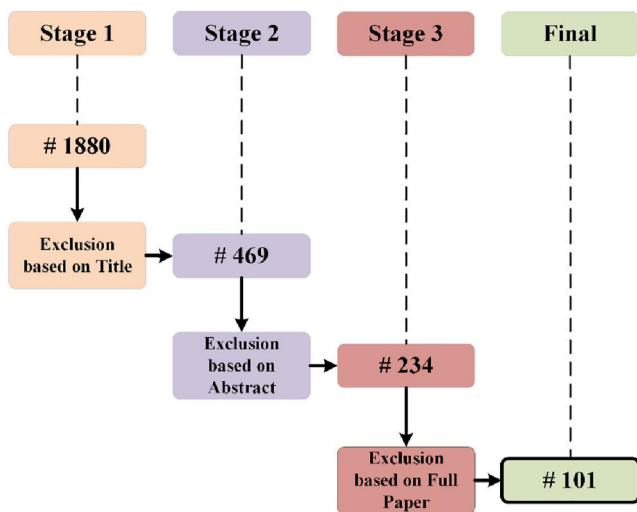 Stage 1
Stage 2
Stage 3
Final
# 1880
Exclusion
based on Title
# 469
Exclusion
based on
Abstract
# 234
Exclusion
based on Full
Paper
# 101